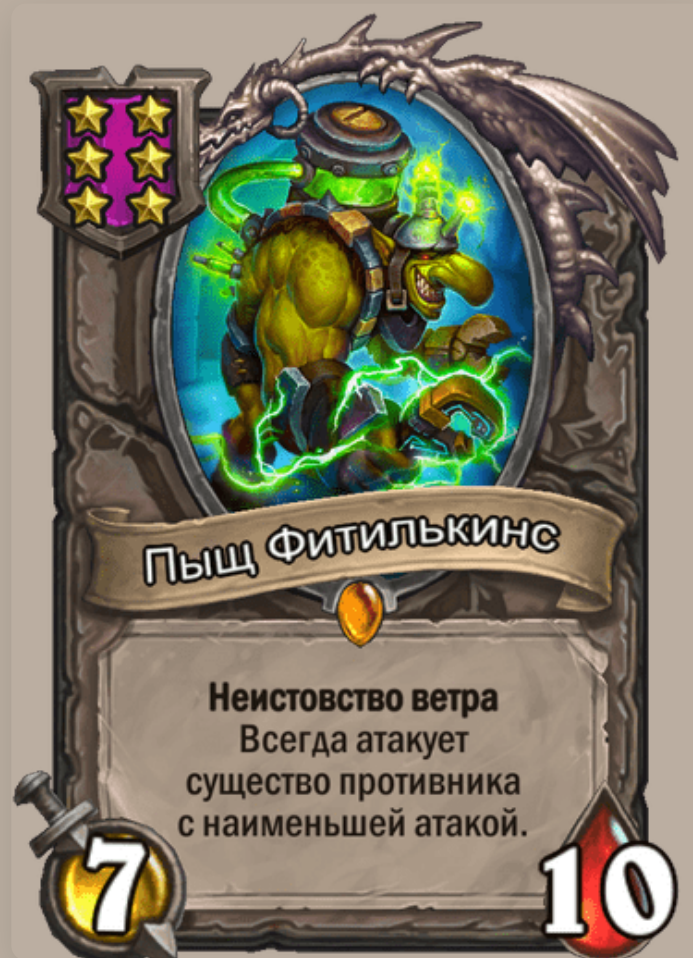 Пыщ Фитилькинс
Неистовство ветра
Всегда атакует
существо противника
с наименьшей атакой.
7
10